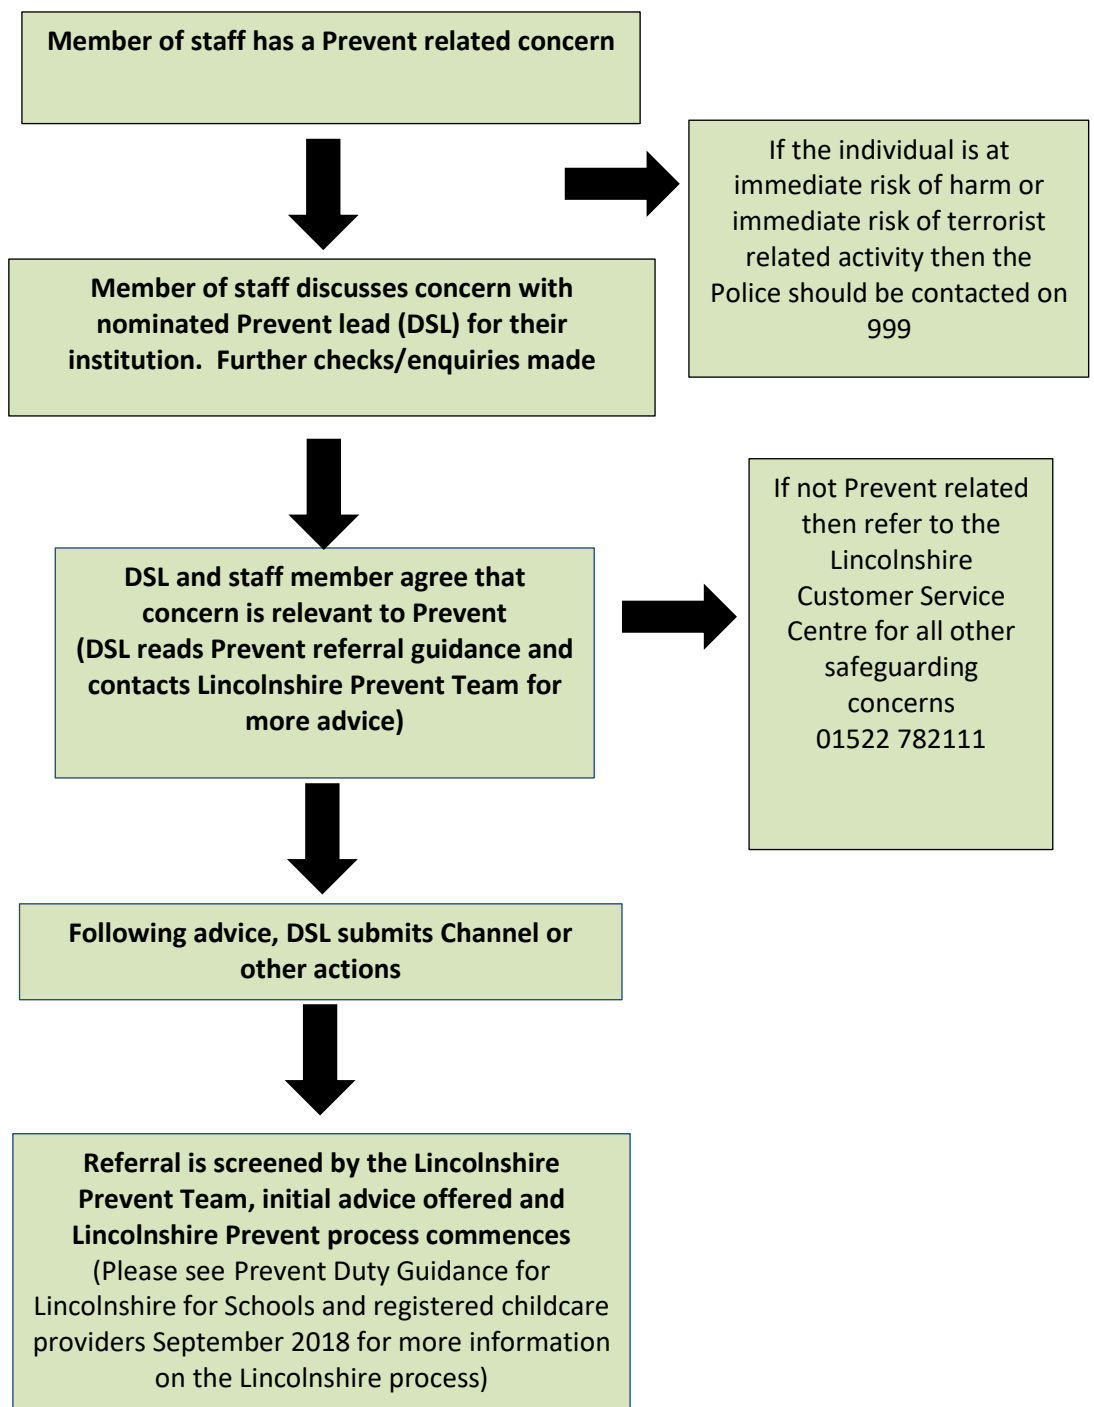 Member of staff has a Prevent related concern
If the individual is at
immediate risk of harm or
immediate risk of terrorist
related activity then the
Police should be contacted on
999
Member of staff discusses concern with
nominated Prevent lead (DSL) for their
institution.  Further checks/enquiries made
If not Prevent related
then refer to the
Lincolnshire
Customer Service
Centre for all other
safeguarding
concerns
01522 782111
DSL and staff member agree that
concern is relevant to Prevent
(DSL reads Prevent referral guidance and
contacts Lincolnshire Prevent Team for
more advice)
Following advice, DSL submits Channel or
other actions
Referral is screened by the Lincolnshire
Prevent Team, initial advice offered and
Lincolnshire Prevent process commences
(Please see Prevent Duty Guidance for
Lincolnshire for Schools and registered childcare
providers September 2018 for more information
on the Lincolnshire process)